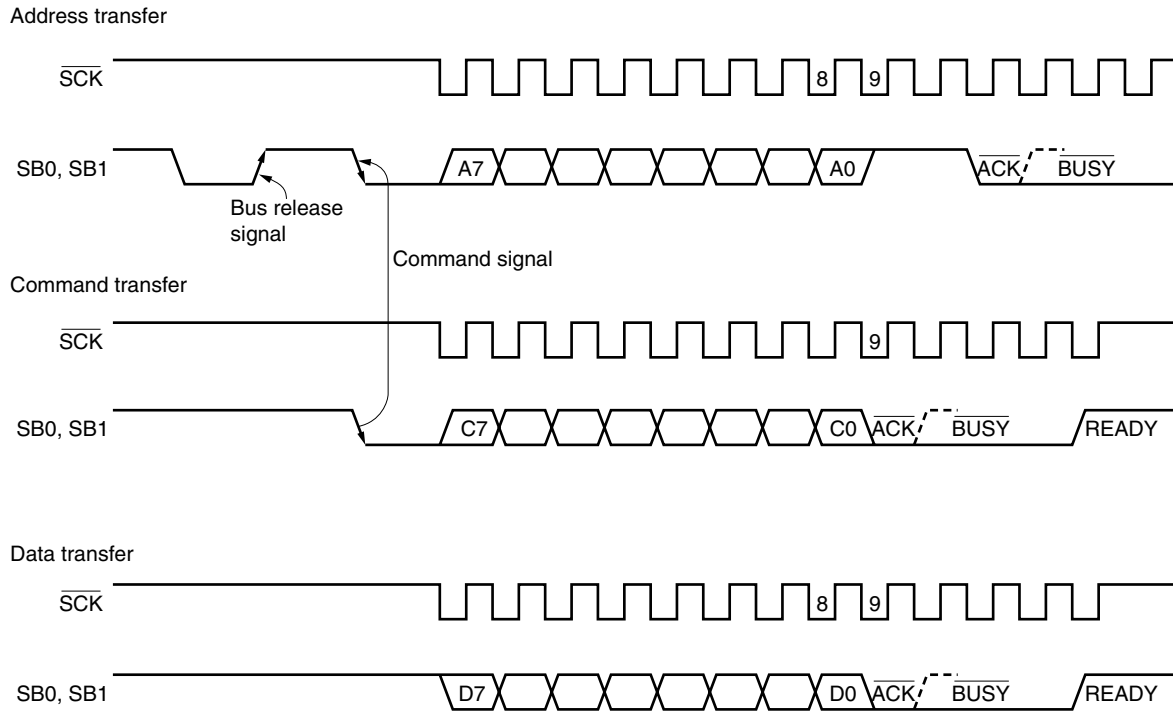 Address transfer
SCK 8 9
SB0, SB1 A7 A0 ACK BUSY
Bus release
signal
Command signal
Command transfer
SCK 9
SB0, SB1 C7 C0 ACK BUSY READY
Data transfer
SCK 8 9
SB0, SB1 D7 D0 ACK BUSY READY